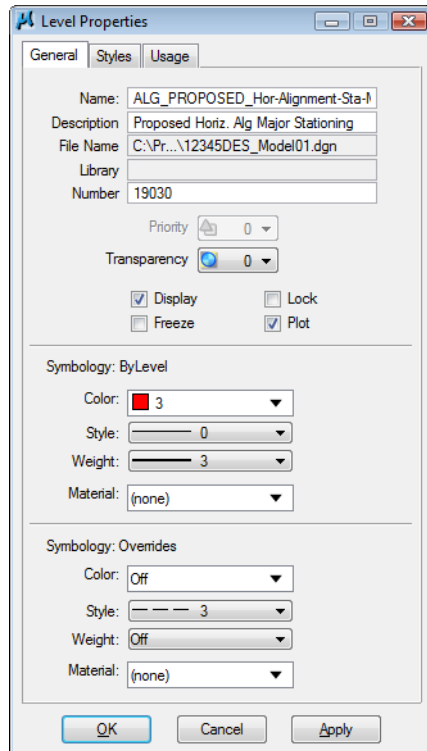 Level Properties
General Styles Usage
Name: ALG_PROPOSED_Hor-Alignment-Sta-
Description Proposed Horiz. Alg Major Stationing
File Name C:\Pr...\12345DES_Model01.dgn
Library
Number 19030
Priority 0
Transparency 0
Display Lock
Freeze Plot
Symbology: ByLevel
Color: 3
Style: 0
Weight: 3
Material: (none)
Symbology: Overrides
Color: Off
Style: 3
Weight: Off
Material: (none)
OK Cancel Apply